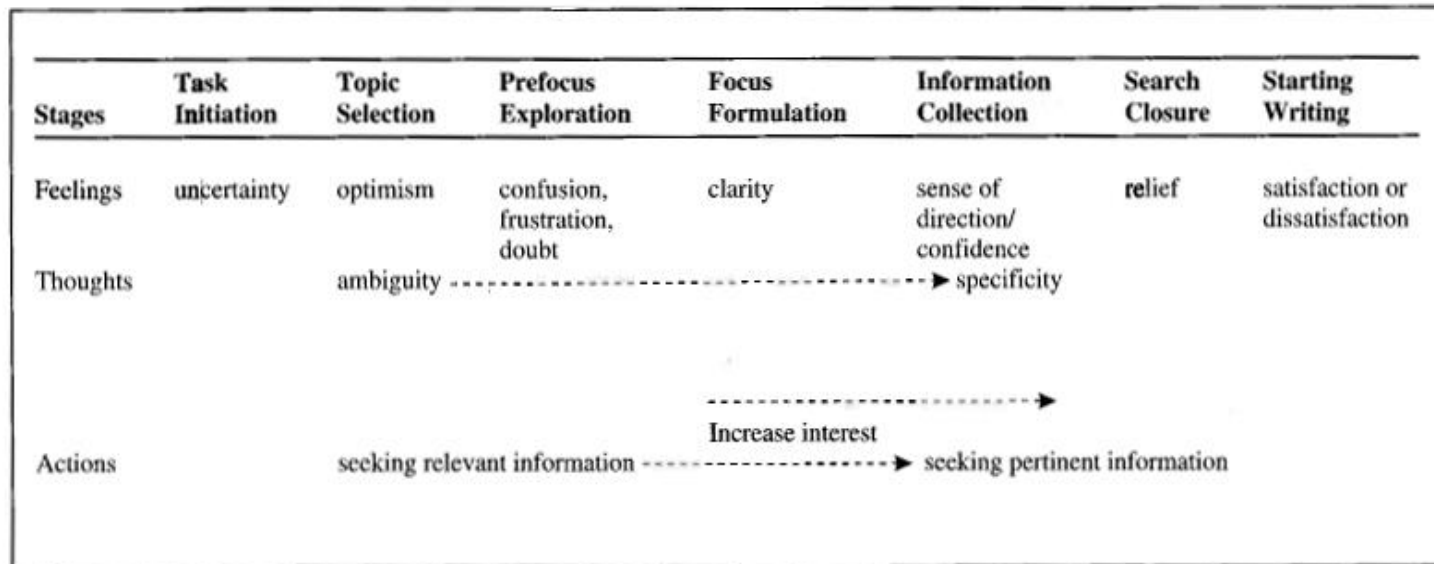 Stages Task Initiation Topic Selection Prefocus Exploration Focus Formulation Information Collection Search Closure Starting Writing
Feelings uncertainty optimism confusion, frustration, doubt clarity sense of direction/ confidence relief satisfaction or dissatisfaction
Thoughts ambiguity specificity
Increase interest
Actions seeking relevant information seeking pertinent information